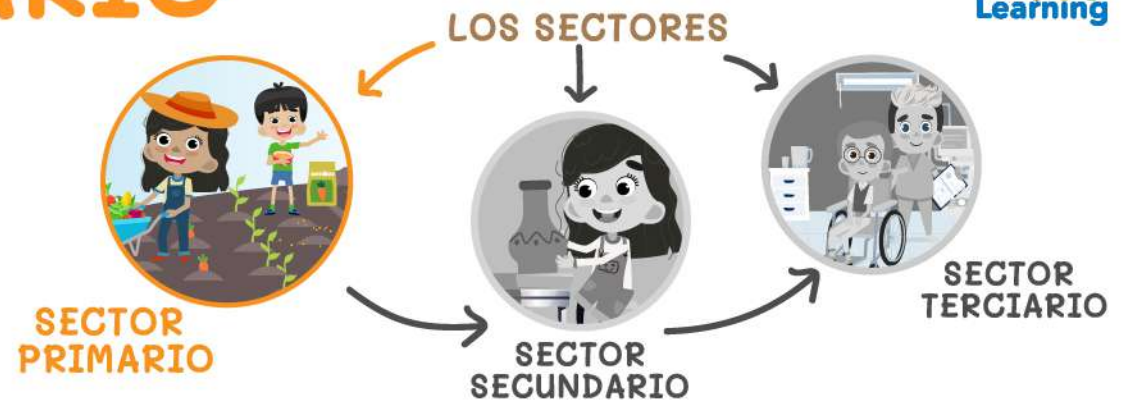 LOS SECTORES
Learning
SECTOR
PRIMARIO
SECTOR
SECUNDARIO
SECTOR
TERCIARIO